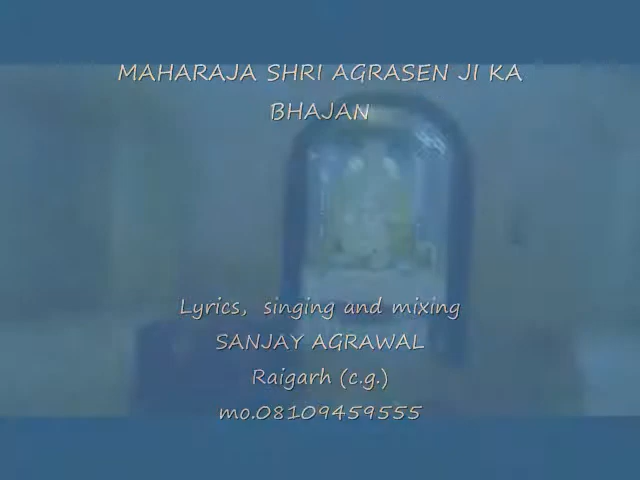 MAHARAJA SHRI AGRASEN JI KA
BHAJAN
Lyrics, singing and mixing
SANJAY AGRAWAL
Raigarh (c.g.)
mo.08109459555